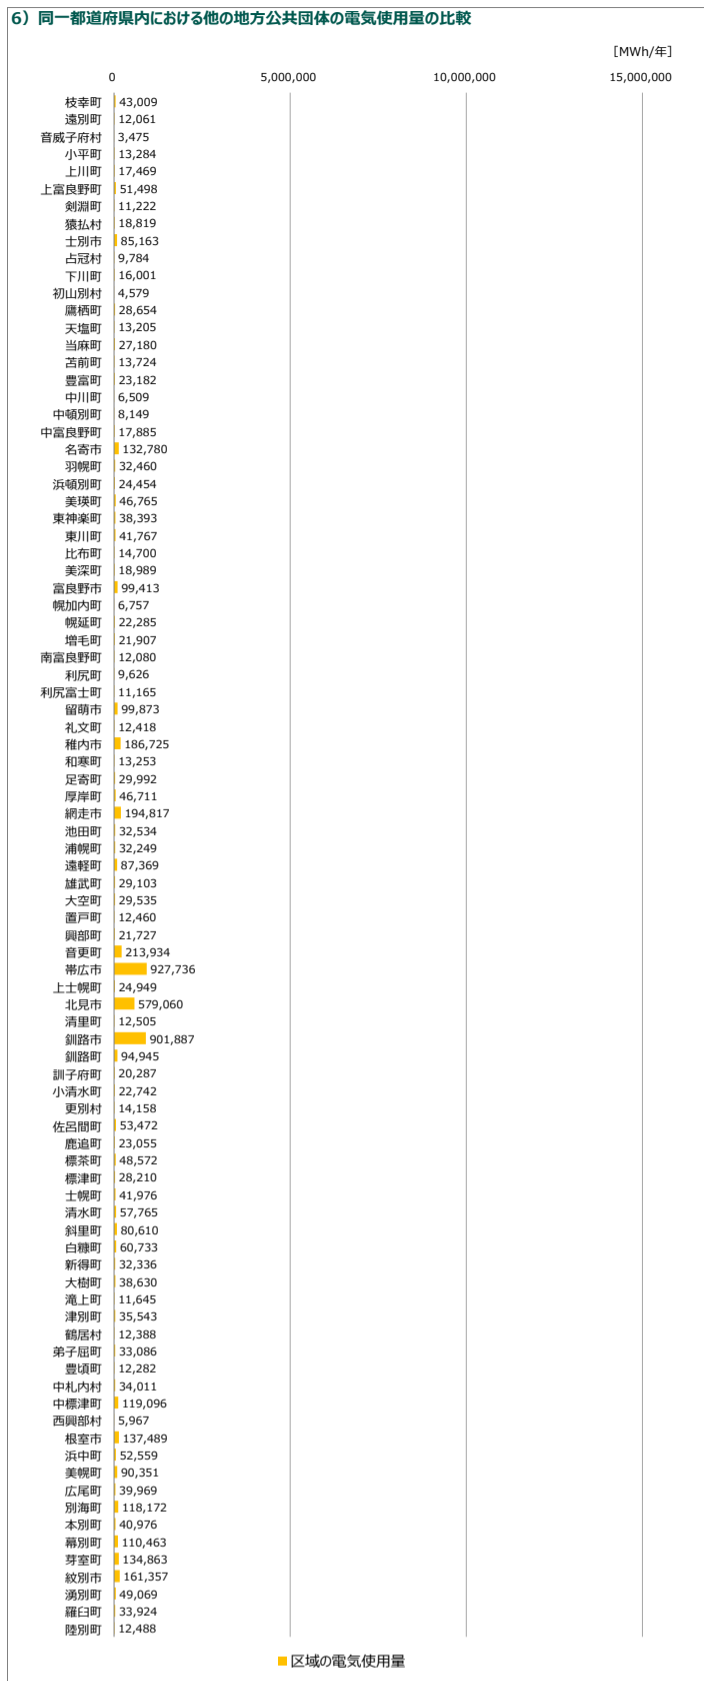 6）同一都道府県内における他の地方公共団体の電気使用量の比較
［MWh/年］
0 5,000,000 10,000,000 15,000,000
枝幸町 43,009
遠別町 12,061
音威子府村 3,475
小平町 13,284
上川町 17,469
上富良野町 51,498
剣淵町 11,222
猿払村 18,819
士別市 85,163
占冠村 9,784
下川町 16,001
初山別村 4,579
鷹栖町 28,654
天塩町 13,205
当麻町 27,180
苫前町 13,724
豊富町 23,182
中川町 6,509
中頓別町 8,149
中富良野町 17,885
名寄市 132,780
羽幌町 32,460
浜頓別町 24,454
美瑛町 46,765
東神楽町 38,393
東川町 41,767
比布町 14,700
美深町 18,989
富良野市 99,413
幌加内町 6,757
幌延町 22,285
増毛町 21,907
南富良野町 12,080
利尻町 9,626
利尻富士町 11,165
留萌市 99,873
礼文町 12,418
稚内市 186,725
和寒町 13,253
足寄町 29,992
厚岸町 46,711
網走市 194,817
池田町 32,534
浦幌町 32,249
遠軽町 87,369
雄武町 29,103
大空町 29,535
置戸町 12,460
興部町 21,727
音更町 213,934
帯広市 927,736
上士幌町 24,949
北見市 579,060
清里町 12,505
釧路市 901,887
釧路町 94,945
訓子府町 20,287
小清水町 22,742
更別村 14,158
佐呂間町 53,472
鹿追町 23,055
標茶町 48,572
標津町 28,210
士幌町 41,976
清水町 57,765
斜里町 80,610
白糠町 60,733
新得町 32,336
大樹町 38,630
滝上町 11,645
津別町 35,543
鶴居村 12,388
弟子屈町 33,086
豊頃町 12,282
中札内村 34,011
中標津町 119,096
西興部村 5,967
根室市 137,489
浜中町 52,559
美幌町 90,351
広尾町 39,969
別海町 118,172
本別町 40,976
幕別町 110,463
芽室町 134,863
紋別市 161,357
湧別町 49,069
羅臼町 33,924
陸別町 12,488
区域の電気使用量